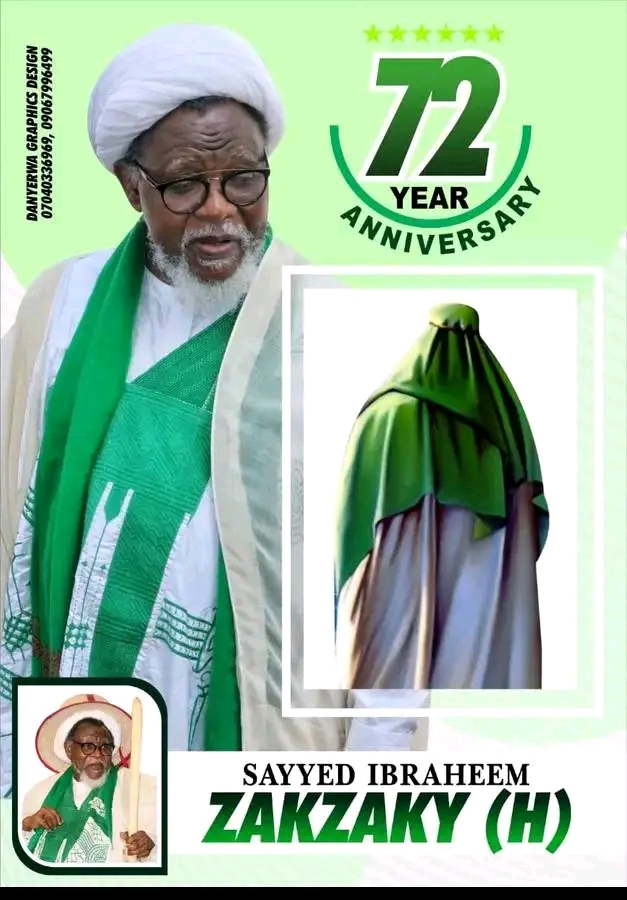 DANYERWA GRAPHICS DESIGN
07040336969, 09067996499
72
YEAR
ANNIVERSARY
SAYYED IBRAHEEM
ZAKZAKY (H)